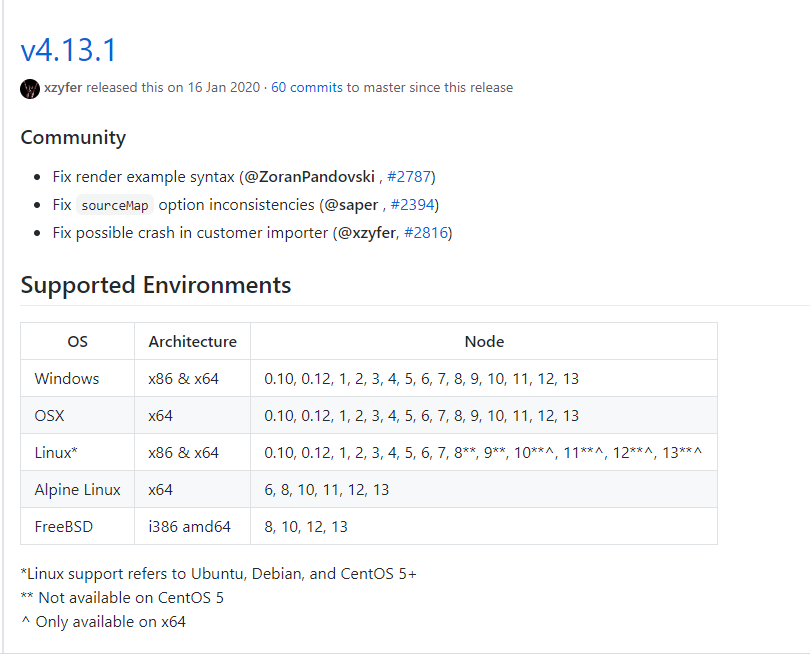 v4.13.1
xzyfer released this on 16 Jan 2020 · 60 commits to master since this release
Community
• Fix render example syntax (@ZoranPandovski , #2787)
• Fix sourceMap option inconsistencies (@saper , #2394)
• Fix possible crash in customer importer (@xzyfer, #2816)
Supported Environments
OS Architecture Node
Windows x86 & x64 0.10, 0.12, 1, 2, 3, 4, 5, 6, 7, 8, 9, 10, 11, 12, 13
OSX x64 0.10, 0.12, 1, 2, 3, 4, 5, 6, 7, 8, 9, 10, 11, 12, 13
Linux* x86 & x64 0.10, 0.12, 1, 2, 3, 4, 5, 6, 7, 8**, 9**, 10**^, 11**^, 12**^, 13**^
Alpine Linux x64 6, 8, 10, 11, 12, 13
FreeBSD i386 amd64 8, 10, 12, 13
*Linux support refers to Ubuntu, Debian, and CentOS 5+
** Not available on CentOS 5
^ Only available on x64